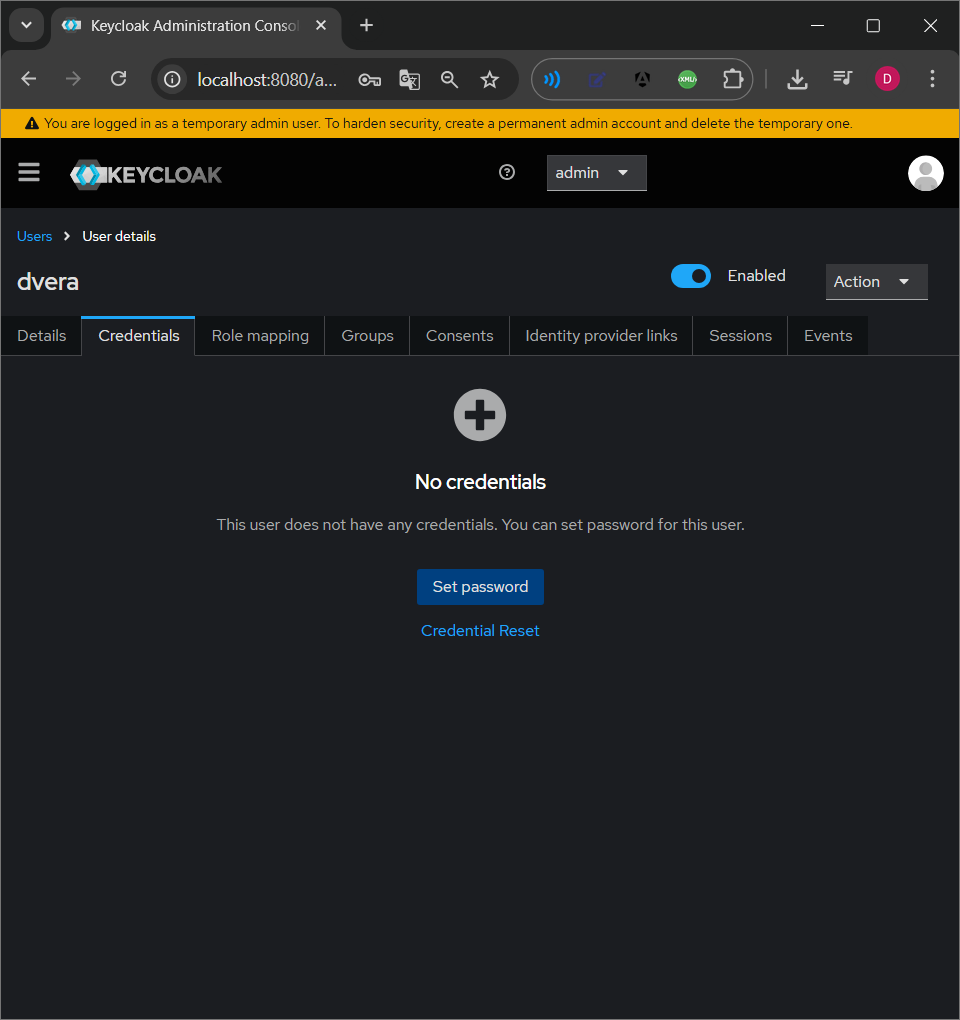 Keycloak Administration Consol
localhost:8080/a...
XML/
D
You are logged in as a temporary admin user. To harden security, create a permanent admin account and delete the temporary one.
KEYCLOAK
admin
Users
User details
dvera
Enabled
Action
Details
Credentials
Role mapping
Groups
Consents
Identity provider links
Sessions
Events
No credentials
This user does not have any credentials. You can set password for this user.
Set password
Credential Reset